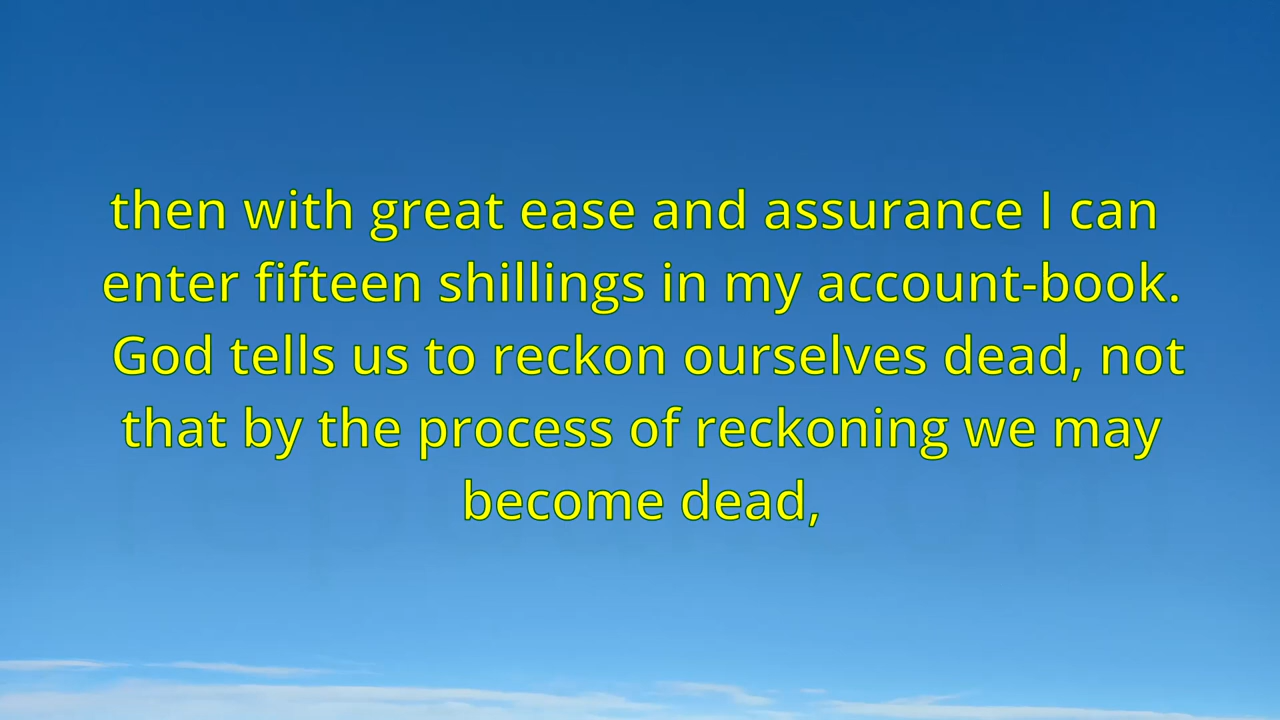 then with great ease and assurance I can
enter fifteen shillings in my account-book.
God tells us to reckon ourselves dead, not
that by the process of reckoning we may
become dead,